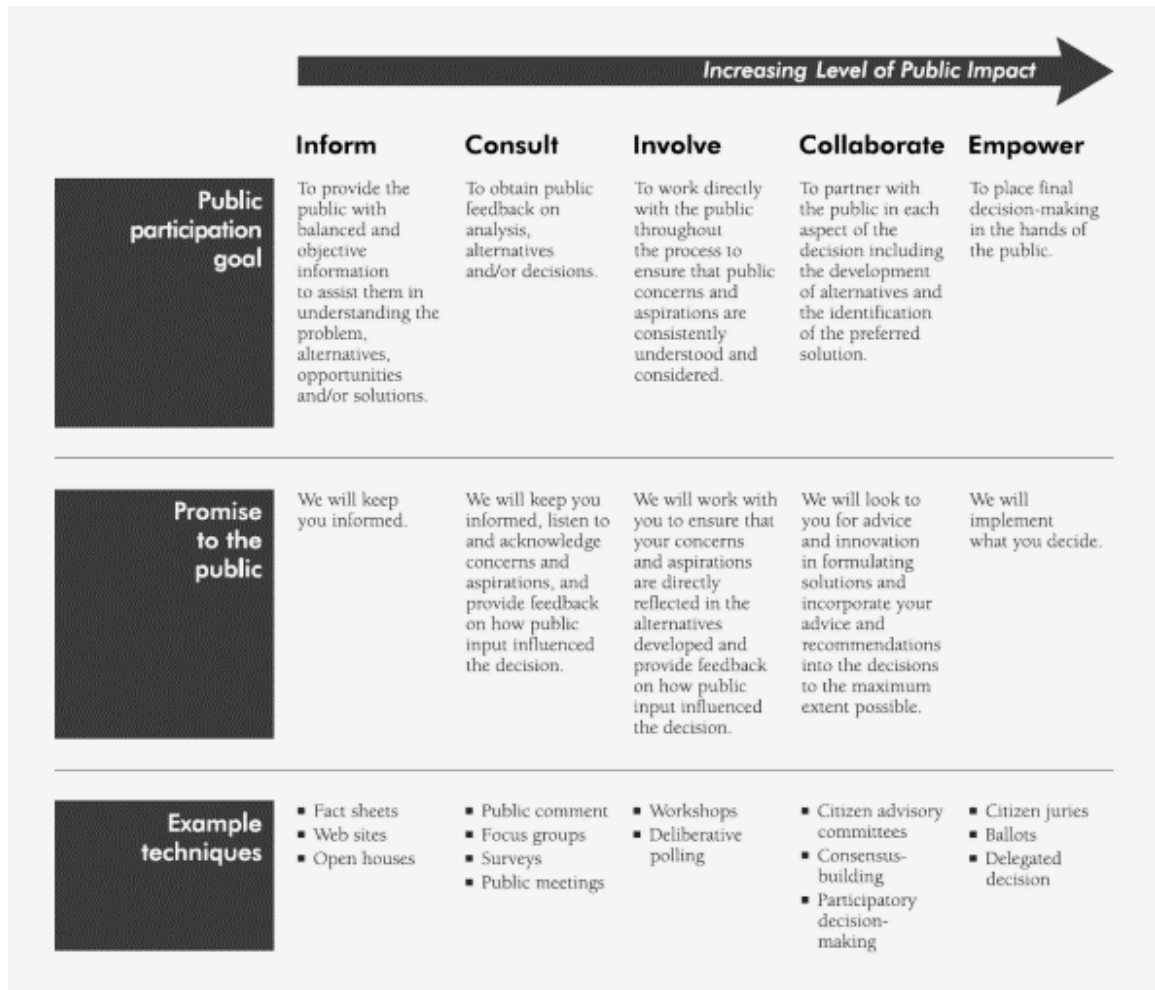 Increasing Level of Public Impact
Inform
Consult
Involve
Collaborate
Empower
Public
participation
goal
To provide the
public with
balanced and
objective
information
to assist them in
understanding the
problem,
alternatives,
opportunities
and/or solutions.
To obtain public
feedback on
analysis,
alternatives
and/or decisions.
To work directly
with the public
throughout
the process to
ensure that public
concerns and
aspirations are
consistently
understood and
considered.
To partner with
the public in each
aspect of the
decision including
the development
of alternatives and
the identification
of the preferred
solution.
To place final
decision-making
in the hands of
the public.
Promise
to the
public
We will keep
you informed.
We will keep you
informed, listen to
and acknowledge
concerns and
aspirations, and
provide feedback
on how public
input influenced
the decision.
We will work with
you to ensure that
your concerns
and aspirations
are directly
reflected in the
alternatives
developed and
provide feedback
on how public
input influenced
the decision.
We will look to
you for advice
and innovation
in formulating
solutions and
incorporate your
advice and
recommendations
into the decisions
to the maximum
extent possible.
We will
implement
what you decide.
Example
techniques
▪ Fact sheets
▪ Web sites
▪ Open houses
▪ Public comment
▪ Focus groups
▪ Surveys
▪ Public meetings
▪ Workshops
▪ Deliberative
polling
▪ Citizen advisory
committees
▪ Consensus-
building
▪ Participatory
decision-
making
▪ Citizen juries
▪ Ballots
▪ Delegated
decision